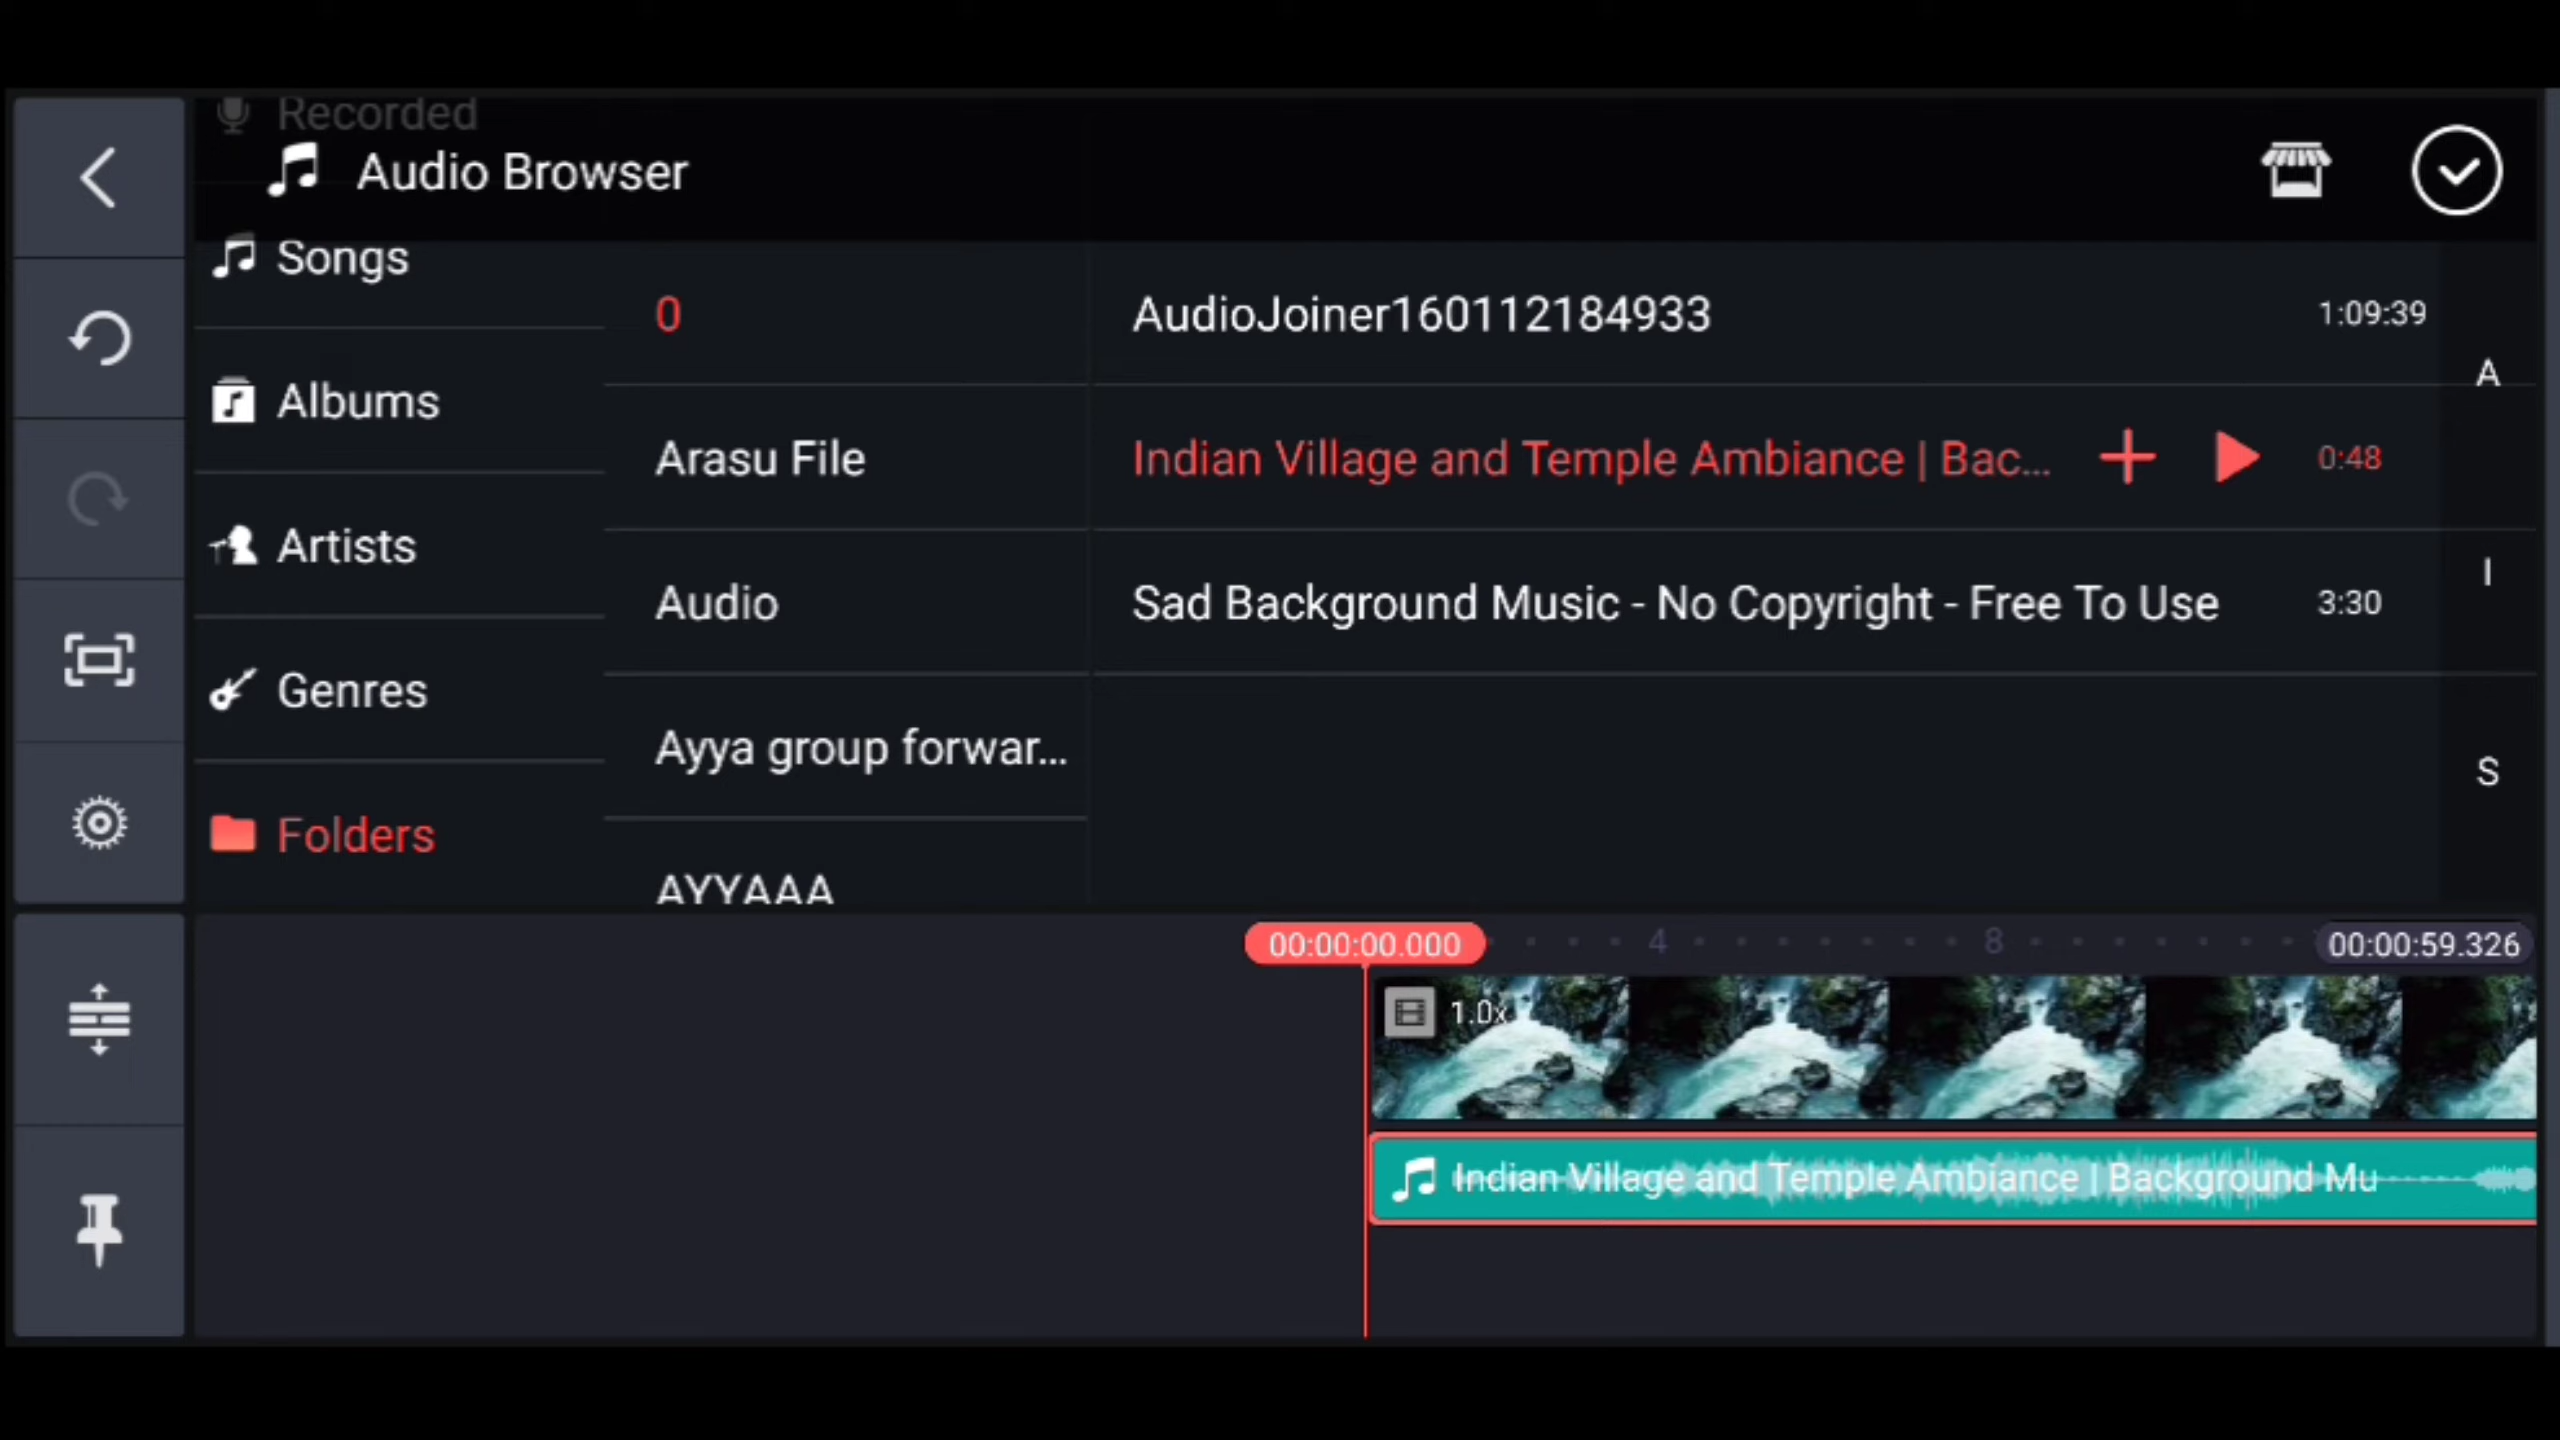 Recorded
Audio Browser
Songs
Albums
Artists
Genres
Folders
0
Arasu File
Audio
Ayya group forwar...
AYYAAA
AudioJoiner160112184933 1:09:39
Indian Village and Temple Ambiance | Bac... 0:48
Sad Background Music - No Copyright - Free To Use 3:30
A
I
S
00:00:00.000 4 8 00:00:59.326
1.0x
Indian Village and Temple Ambiance | Background Mu